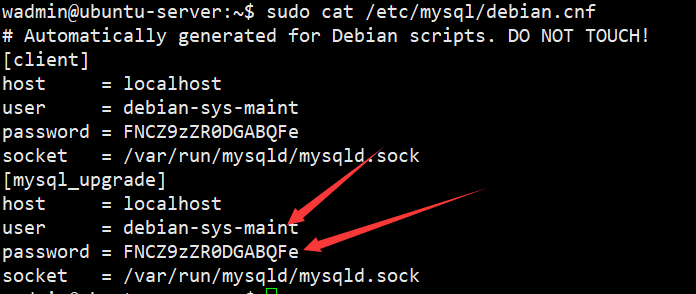 wadmin@ubuntu-server:~$ sudo cat /etc/mysql/debian.cnf
# Automatically generated for Debian scripts. DO NOT TOUCH!
[client]
host     = localhost
user     = debian-sys-maint
password = FNCZ9zZR0DGABQFe
socket   = /var/run/mysqld/mysqld.sock
[mysql_upgrade]
host     = localhost
user     = debian-sys-maint
password = FNCZ9zZR0DGABQFe
socket   = /var/run/mysqld/mysqld.sock